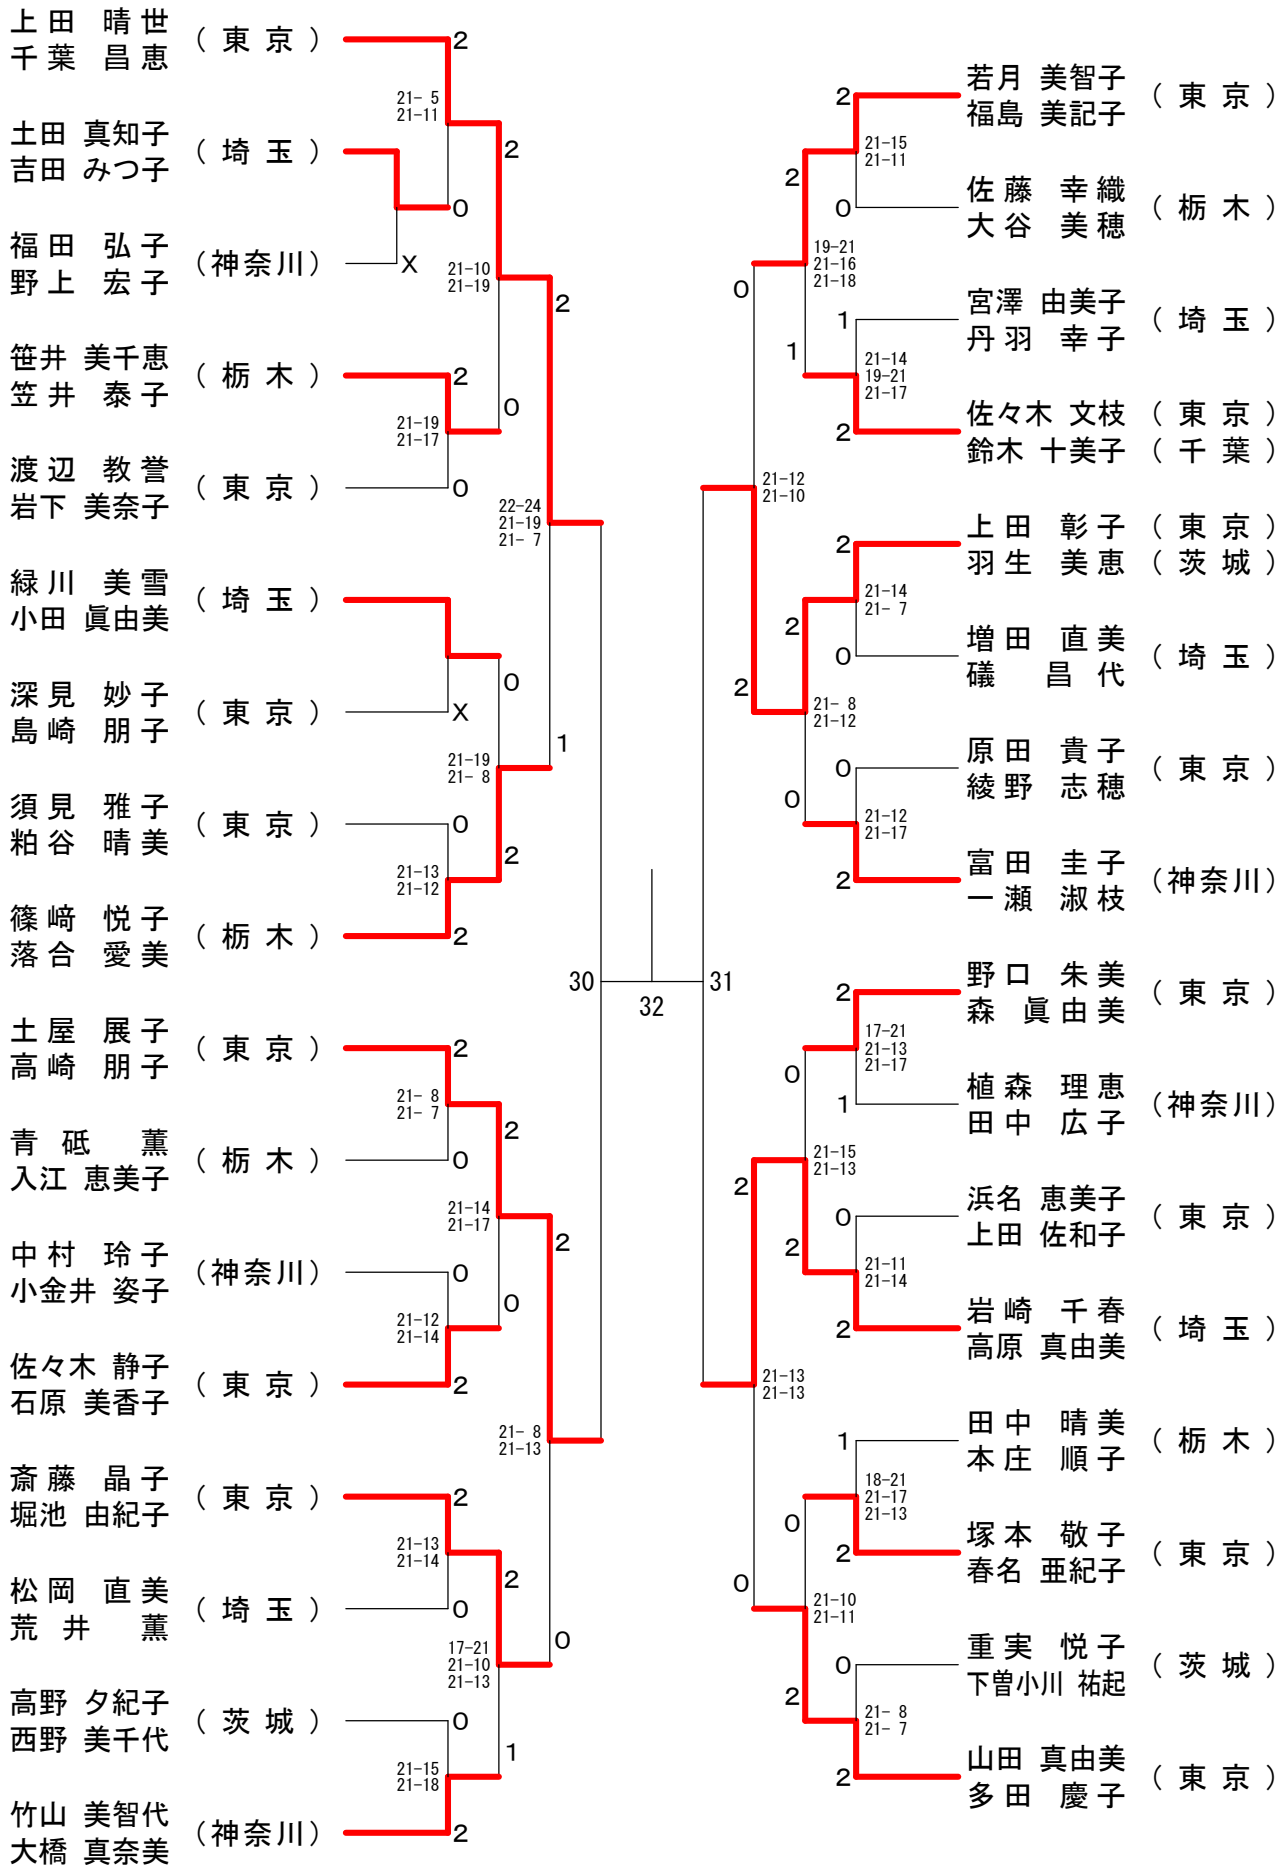 上田 晴世
千葉 昌恵
(東京)
2
21- 5
21-11
土田 真知子
吉田 みつ子
(埼玉)
2
0
福田 弘子
野上 宏子
(神奈川)
X
21-10
21-19
2
笹井 美千恵
笠井 泰子
(栃木)
2
0
21-19
21-17
渡辺 教誉
岩下 美奈子
(東京)
0
22-24
21-19
21- 7
緑川 美雪
小田 眞由美
(埼玉)
0
深見 妙子
島崎 朋子
(東京)
X
1
21-19
21- 8
須見 雅子
粕谷 晴美
(東京)
0
2
21-13
21-12
篠﨑 悦子
落合 愛美
(栃木)
2
30
32
31
土屋 展子
高崎 朋子
(東京)
2
21- 8
21- 7
2
青砥 薫
入江 恵美子
(栃木)
0
21-14
21-17
2
中村 玲子
小金井 姿子
(神奈川)
0
0
21-12
21-14
佐々木 静子
石原 美香子
(東京)
2
21- 8
21-13
斎藤 晶子
堀池 由紀子
(東京)
2
21-13
21-14
2
松岡 直美
荒井 薫
(埼玉)
0
0
17-21
21-10
21-13
高野 夕紀子
西野 美千代
(茨城)
0
1
21-15
21-18
竹山 美智代
大橋 真奈美
(神奈川)
2
若月 美智子
福島 美記子
(東京)
2
21-15
21-11
2
佐藤 幸織
大谷 美穂
(栃木)
0
19-21
21-16
21-18
0
宮澤 由美子
丹羽 幸子
(埼玉)
1
1
21-14
19-21
21-17
佐々木 文枝
鈴木 十美子
(東京)
(千葉)
2
21-12
21-10
上田 彰子
羽生 美恵
(東京)
(茨城)
2
21-14
21- 7
2
増田 直美
礒 昌代
(埼玉)
0
2
21- 8
21-12
原田 貴子
綾野 志穂
(東京)
0
0
21-12
21-17
富田 圭子
一瀬 淑枝
(神奈川)
2
野口 朱美
森 眞由美
(東京)
2
17-21
21-13
21-17
0
植森 理恵
田中 広子
(神奈川)
1
21-15
21-13
2
浜名 恵美子
上田 佐和子
(東京)
0
2
21-11
21-14
岩崎 千春
高原 真由美
(埼玉)
2
21-13
21-13
田中 晴美
本庄 順子
(栃木)
1
18-21
21-17
21-13
0
塚本 敬子
春名 亜紀子
(東京)
2
0
21-10
21-11
重実 悦子
下曽小川 祐起
(茨城)
0
2
21- 8
21- 7
山田 真由美
多田 慶子
(東京)
2